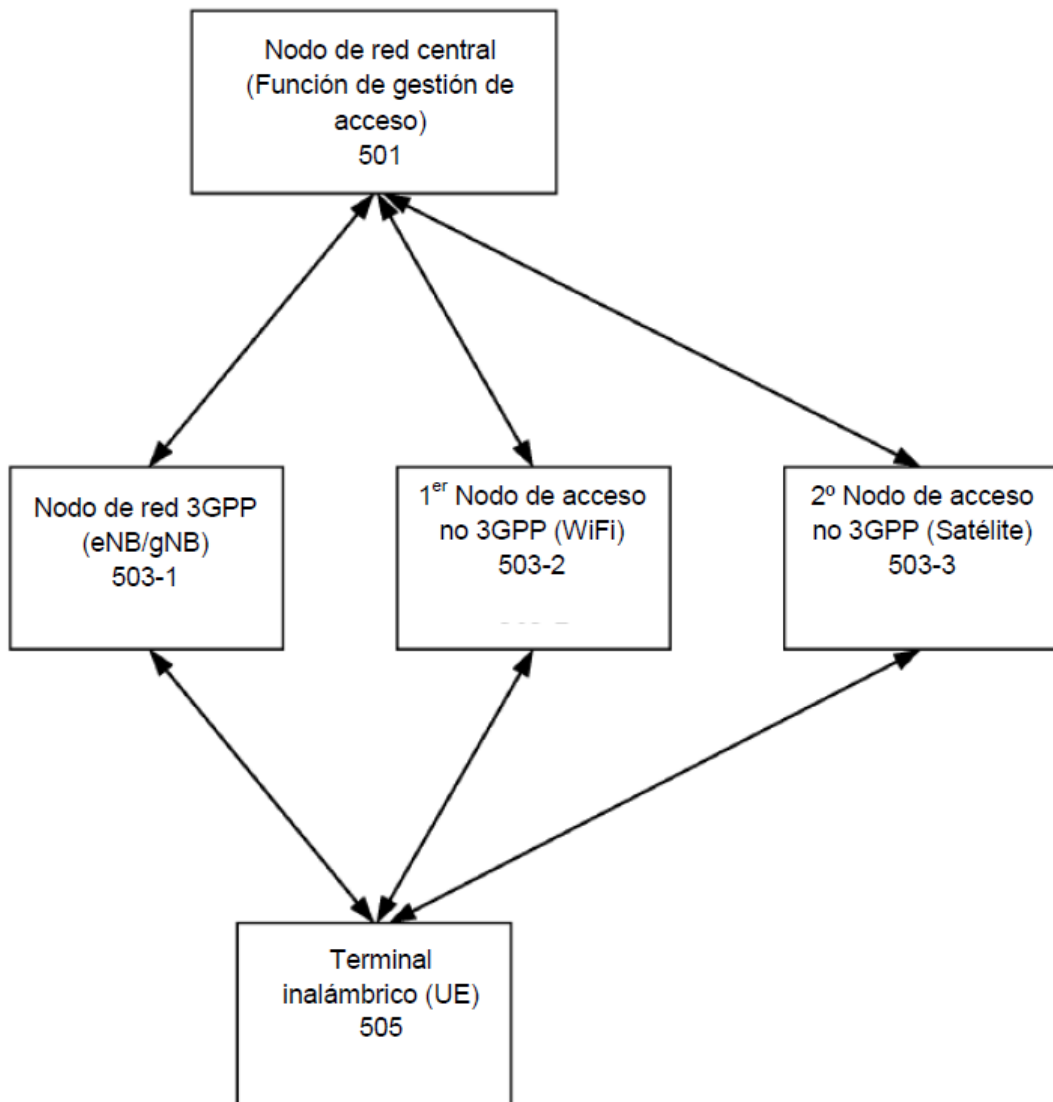 Nodo de red central
(Función de gestión de
acceso)
501
Nodo de red 3GPP
(eNB/gNB)
503-1
1er Nodo de acceso
no 3GPP (WiFi)
503-2
2º Nodo de acceso
no 3GPP (Satélite)
503-3
Terminal
inalámbrico (UE)
505